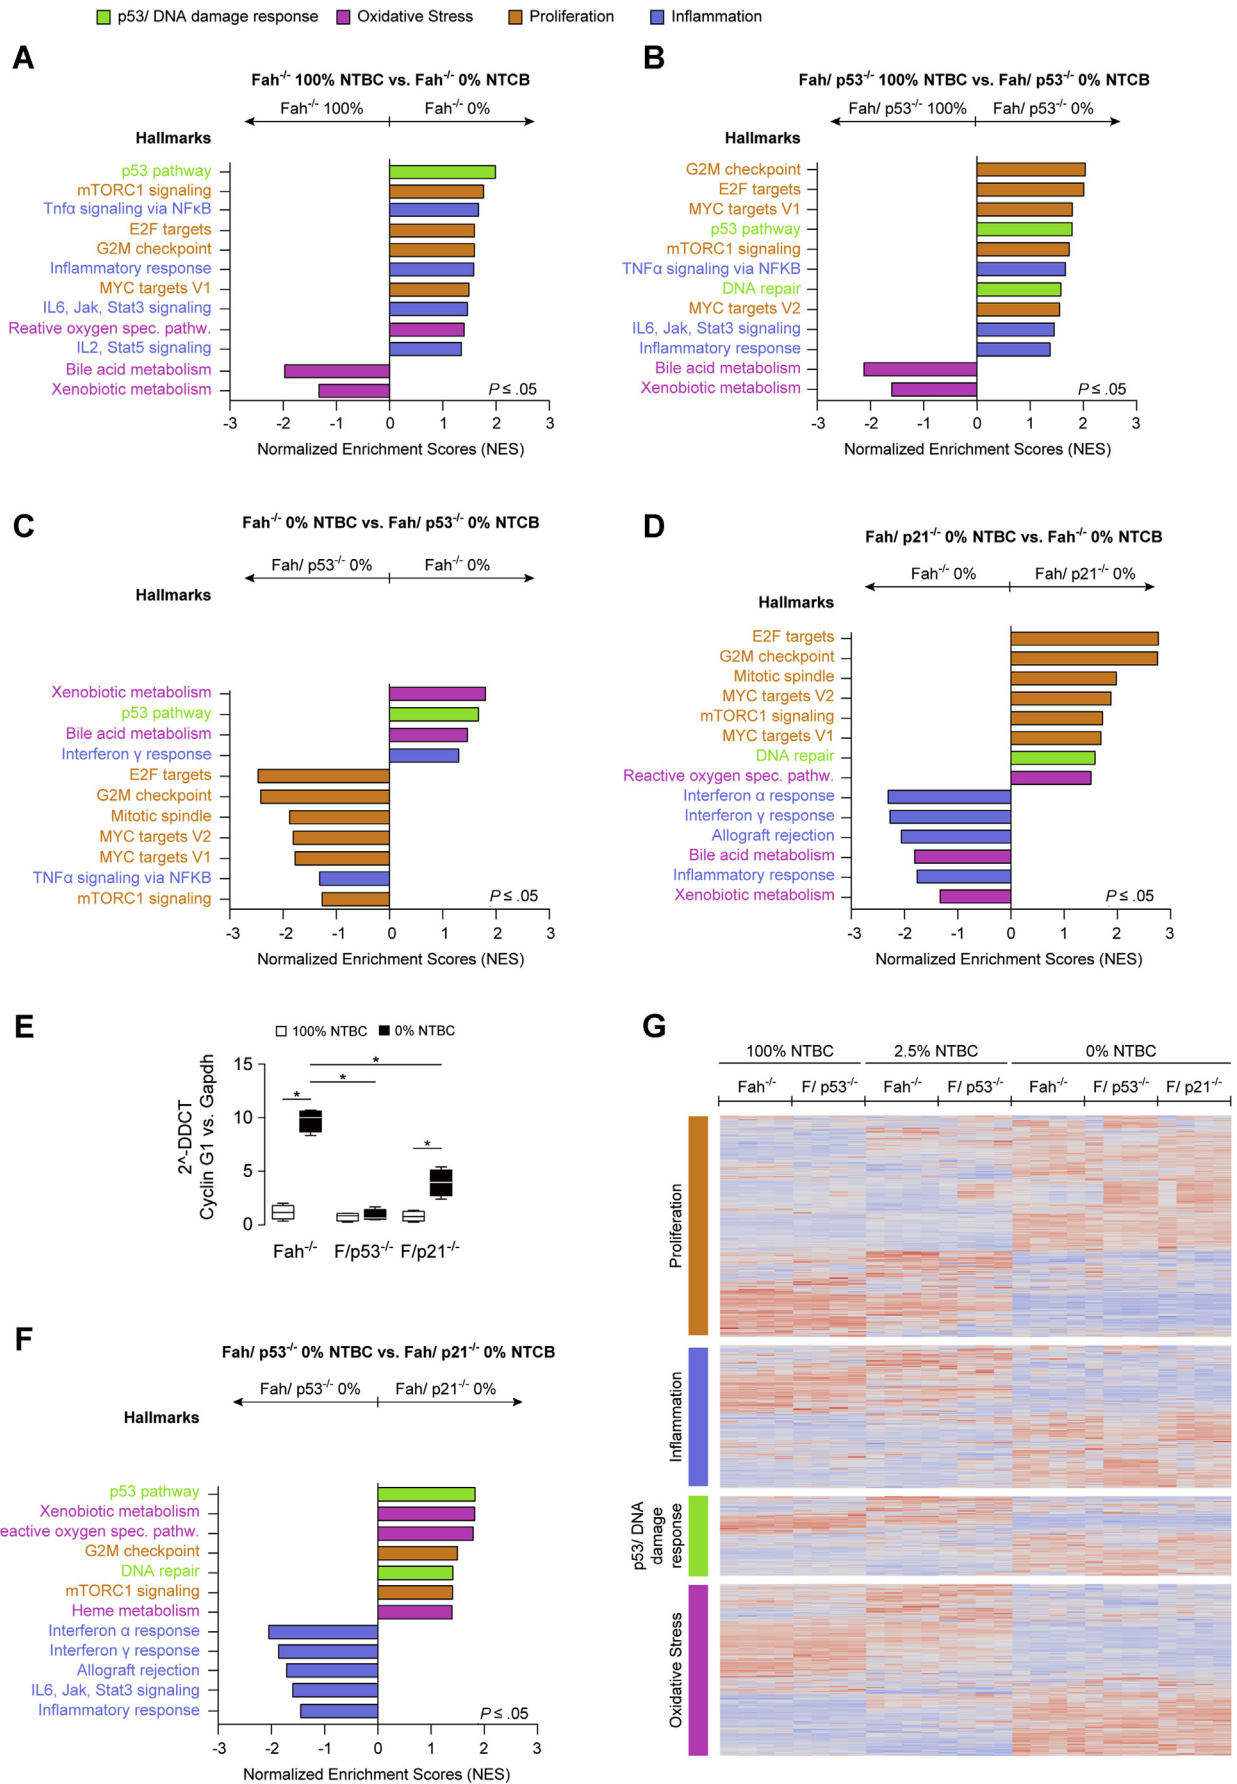 p53/ DNA damage response Oxidative Stress Proliferation Inflammation
A
Fah-/- 100% NTBC vs. Fah-/- 0% NTCB
Fah-/- 100% Fah-/- 0%
Hallmarks
p53 pathway
mTORC1 signaling
Tnfα signaling via NFκB
E2F targets
G2M checkpoint
Inflammatory response
MYC targets V1
IL6, Jak, Stat3 signaling
Reative oxygen spec. pathw.
IL2, Stat5 signaling
Bile acid metabolism
Xenobiotic metabolism
P ≤ .05
-3 -2 -1 0 1 2 3
Normalized Enrichment Scores (NES)
B
Fah/ p53-/- 100% NTBC vs. Fah/ p53-/- 0% NTCB
Fah/ p53-/- 100% Fah/ p53-/- 0%
Hallmarks
G2M checkpoint
E2F targets
MYC targets V1
p53 pathway
mTORC1 signaling
TNFα signaling via NFKB
DNA repair
MYC targets V2
IL6, Jak, Stat3 signaling
Inflammatory response
Bile acid metabolism
Xenobiotic metabolism
P ≤ .05
-3 -2 -1 0 1 2 3
Normalized Enrichment Scores (NES)
C
Fah-/- 0% NTBC vs. Fah/ p53-/- 0% NTCB
Fah/ p53-/- 0% Fah-/- 0%
Hallmarks
Xenobiotic metabolism
p53 pathway
Bile acid metabolism
Interferon γ response
E2F targets
G2M checkpoint
Mitotic spindle
MYC targets V2
MYC targets V1
TNFα signaling via NFKB
mTORC1 signaling
P ≤ .05
-3 -2 -1 0 1 2 3
Normalized Enrichment Scores (NES)
D
Fah/ p21-/- 0% NTBC vs. Fah-/- 0% NTCB
Fah-/- 0% Fah/ p21-/- 0%
Hallmarks
E2F targets
G2M checkpoint
Mitotic spindle
MYC targets V2
mTORC1 signaling
MYC targets V1
DNA repair
Reactive oxygen spec. pathw.
Interferon α response
Interferon γ response
Allograft rejection
Bile acid metabolism
Inflammatory response
Xenobiotic metabolism
P ≤ .05
-3 -2 -1 0 1 2 3
Normalized Enrichment Scores (NES)
E
100% NTBC 0% NTBC
2^-DDCT
Cyclin G1 vs. Gapdh
15
10
5
0
* * * *
Fah-/- F/p53-/- F/p21-/-
F
Fah/ p53-/- 0% NTBC vs. Fah/ p21-/- 0% NTCB
Fah/ p53-/- 0% Fah/ p21-/- 0%
Hallmarks
p53 pathway
Xenobiotic metabolism
eactive oxygen spec. pathw.
G2M checkpoint
DNA repair
mTORC1 signaling
Heme metabolism
Interferon α response
Interferon γ response
Allograft rejection
IL6, Jak, Stat3 signaling
Inflammatory response
P ≤ .05
-3 -2 -1 0 1 2 3
Normalized Enrichment Scores (NES)
G
100% NTBC 2.5% NTBC 0% NTBC
Fah-/- F/ p53-/- Fah-/- F/ p53-/- Fah-/- F/ p53-/- F/ p21-/-
Proliferation
Inflammation
p53/ DNA
damage
response
Oxidative Stress